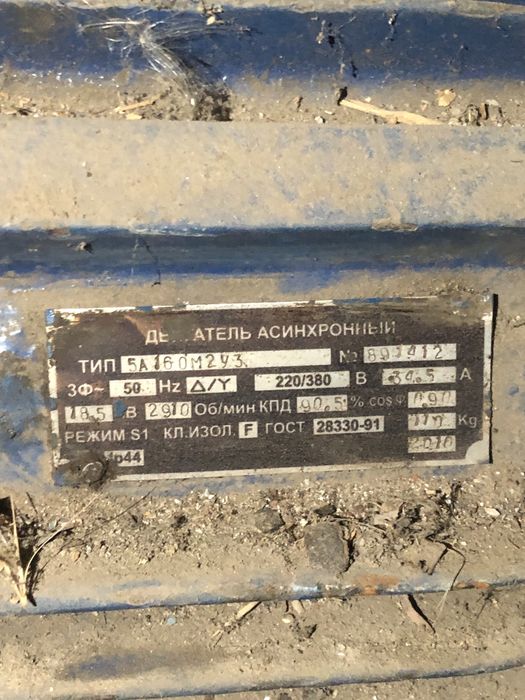 ДВИГАТЕЛЬ АСИНХРОННЫЙ
ТИП 5А160М2У3 №
3Ф~ 50 Hz Δ/Y 220/380 В 34.5 А
18.5 В 2910 Об/мин КПД 90.5 % cos φ 0.90
РЕЖИМ S1 КЛ.ИЗОЛ. F ГОСТ 28330-91 Kg
Ip44 2010